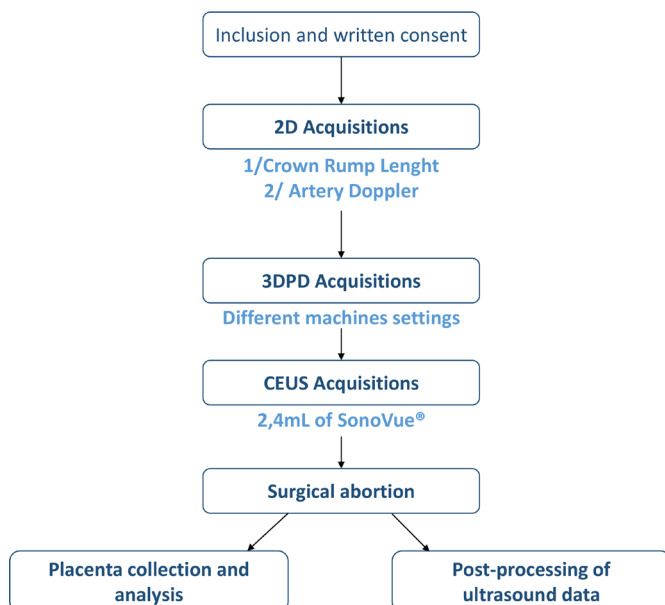 Inclusion and written consent
2D Acquisitions
1/Crown Rump Lenght
2/ Artery Doppler
3DPD Acquisitions
Different machines settings
CEUS Acquisitions
2,4mL of SonoVue®
Surgical abortion
Placenta collection and
analysis
Post-processing of
ultrasound data